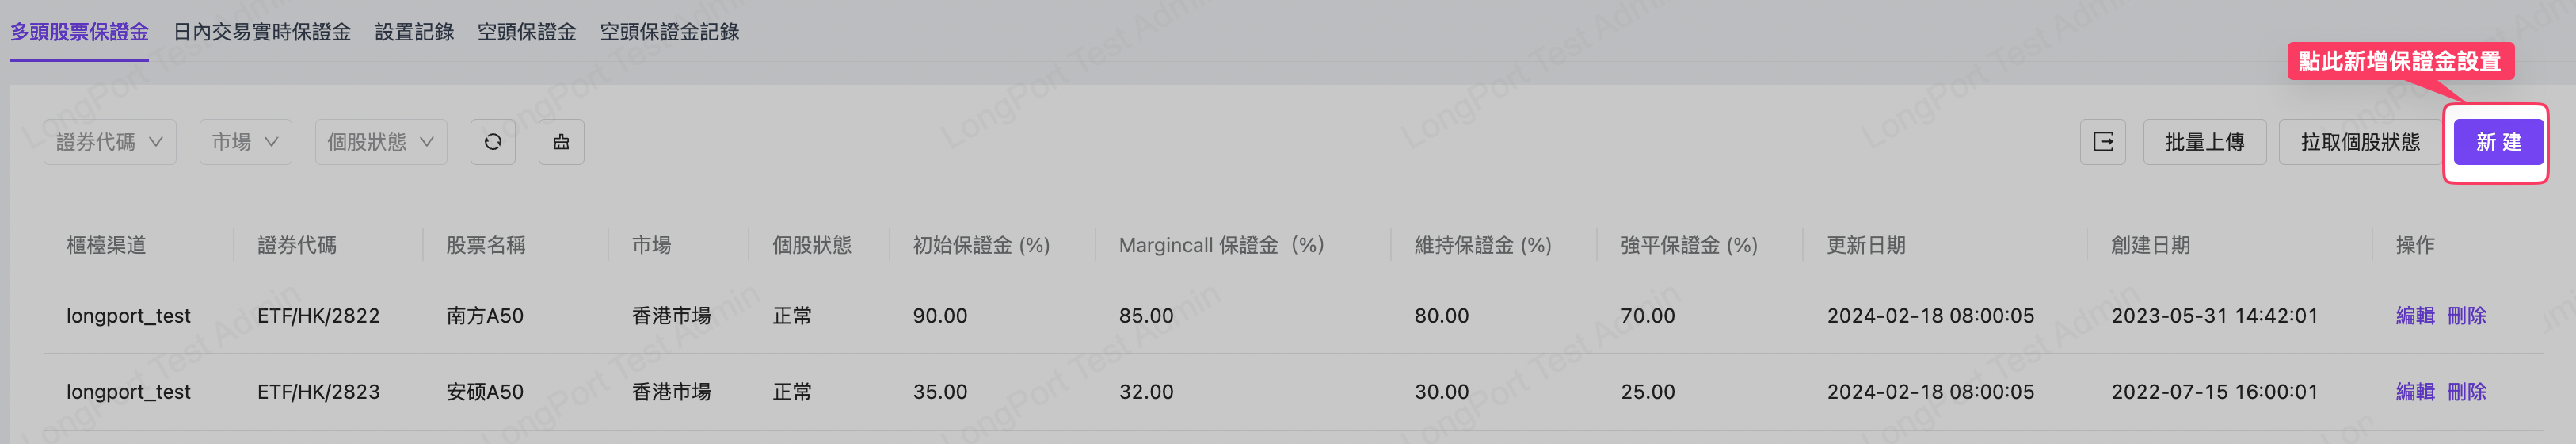 多頭股票保證金 日內交易實時保證金 設置記錄 空頭保證金 空頭保證金記錄
點此新增保證金設置
證券代碼 市場 個股狀態 批量上傳 拉取個股狀態 新 建
櫃檯渠道 證券代碼 股票名稱 市場 個股狀態 初始保證金 (%) Margincall 保證金（%） 維持保證金 (%) 強平保證金 (%) 更新日期 創建日期 操作
longport_test ETF/HK/2822 南方A50 香港市場 正常 90.00 85.00 80.00 70.00 2024-02-18 08:00:05 2023-05-31 14:42:01 編輯 刪除
longport_test ETF/HK/2823 安硕A50 香港市場 正常 35.00 32.00 30.00 25.00 2024-02-18 08:00:05 2022-07-15 16:00:01 編輯 刪除
LongPort Test Admin